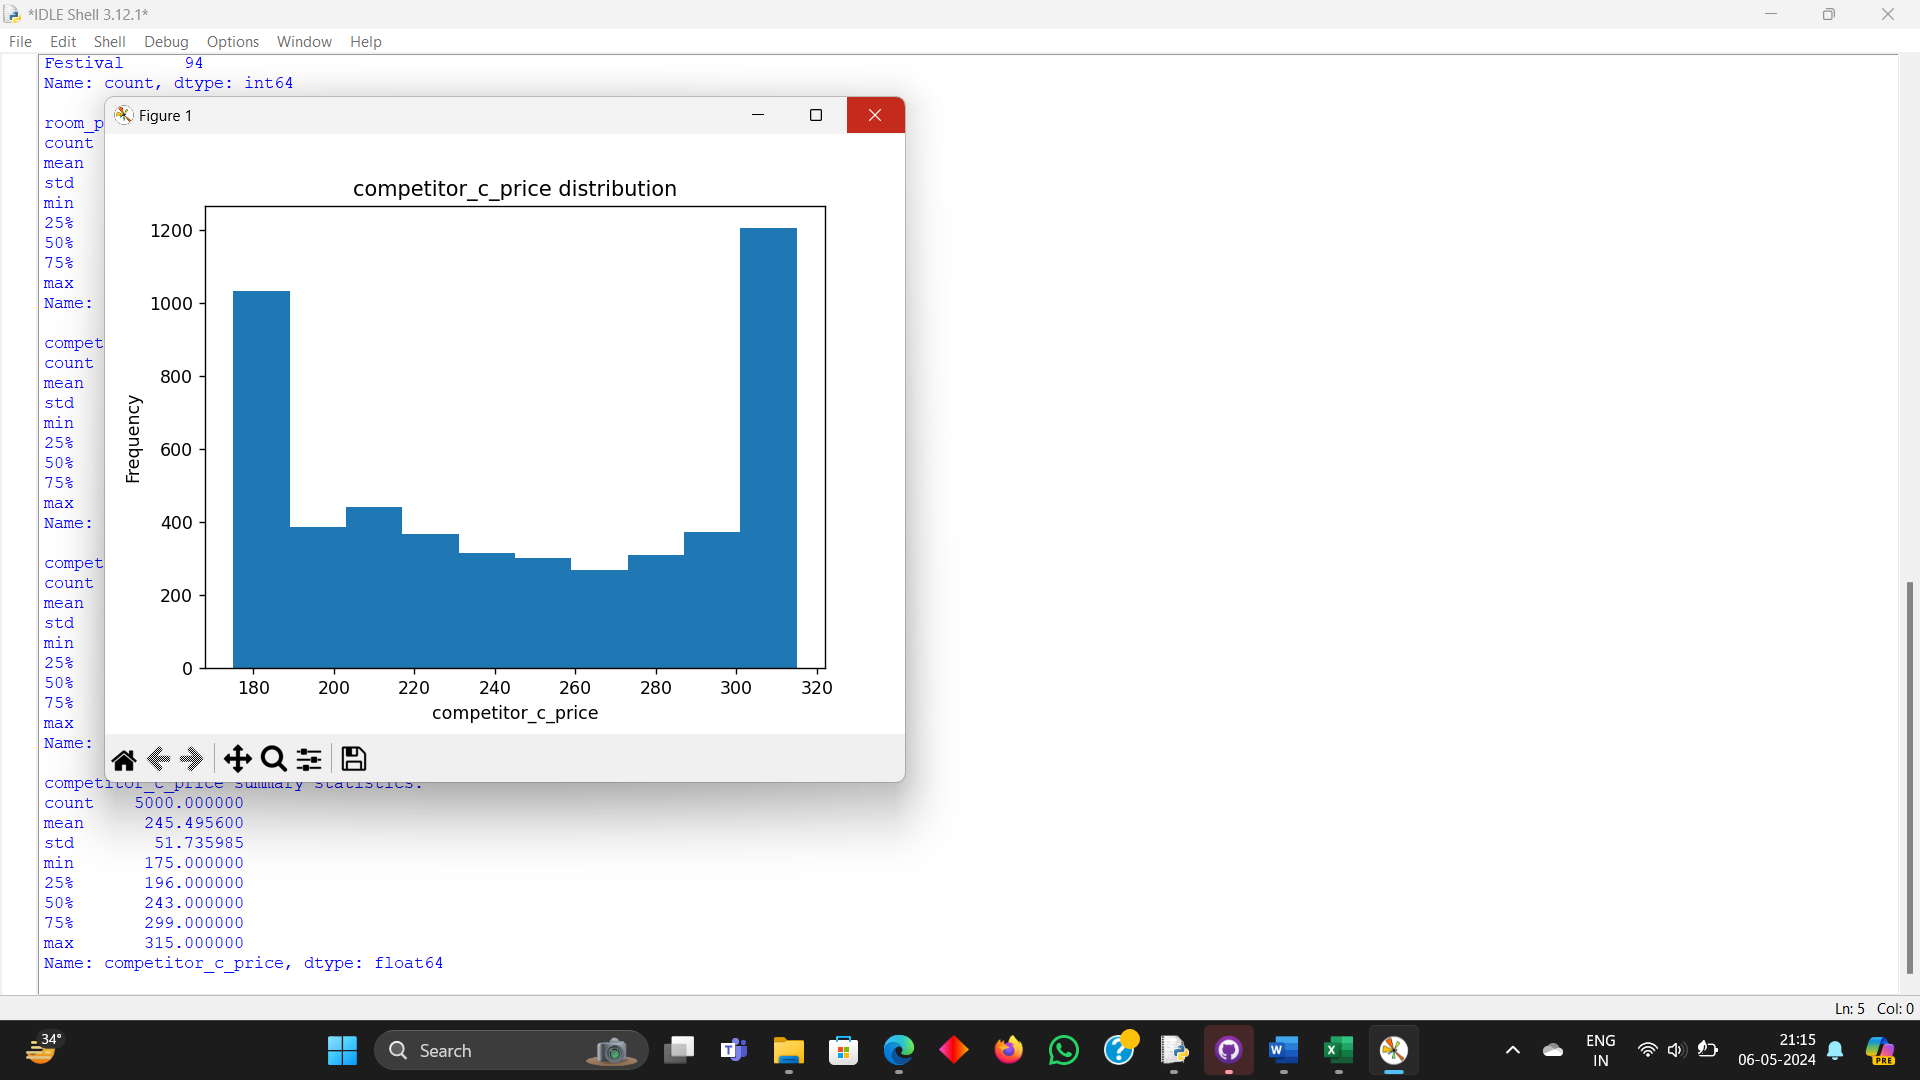 *IDLE Shell 3.12.1*
File Edit Shell Debug Options Window Help
Festival 94
Name: count, dtype: int64
room_p
count
mean
std
min
25%
50%
75%
max
Name:
compet
count
mean
std
min
25%
50%
75%
max
Name:
compet
count
mean
std
min
25%
50%
75%
max
Name:
Figure 1
competitor_c_price distribution
Frequency
1200
1000
800
600
400
200
0
180 200 220 240 260 280 300 320
competitor_c_price
competitor_c_price summary statistics:
count 5000.000000
mean 245.495600
std 51.735985
min 175.000000
25% 196.000000
50% 243.000000
75% 299.000000
max 315.000000
Name: competitor_c_price, dtype: float64
Ln: 5 Col: 0
34°
Search
ENG
IN
21:15
06-05-2024
PRE